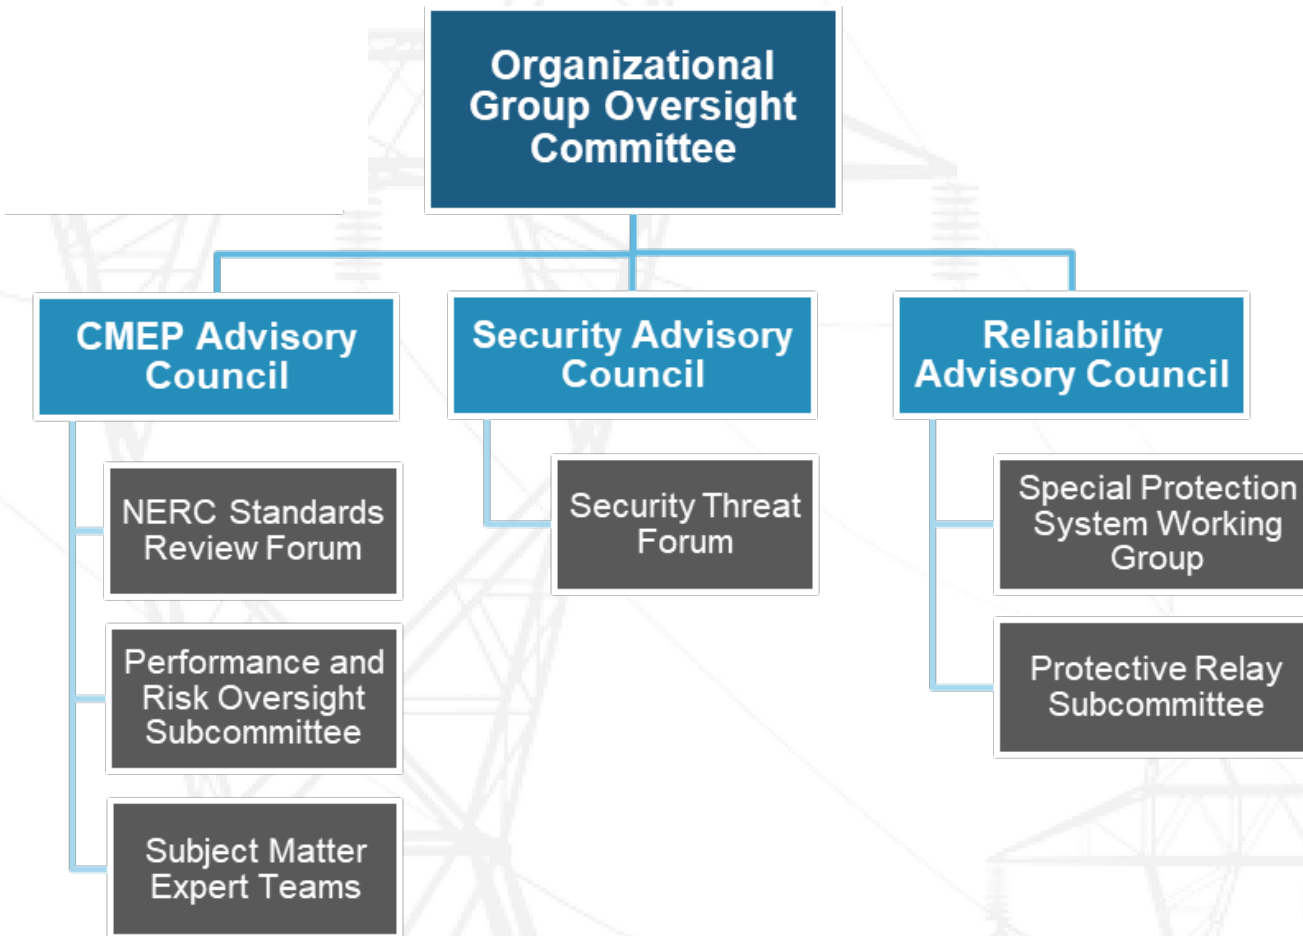 Organizational
Group Oversight
Committee
CMEP Advisory
Council
Security Advisory
Council
Reliability
Advisory Council
NERC Standards
Review Forum
Performance and
Risk Oversight
Subcommittee
Subject Matter
Expert Teams
Security Threat
Forum
Special Protection
System Working
Group
Protective Relay
Subcommittee